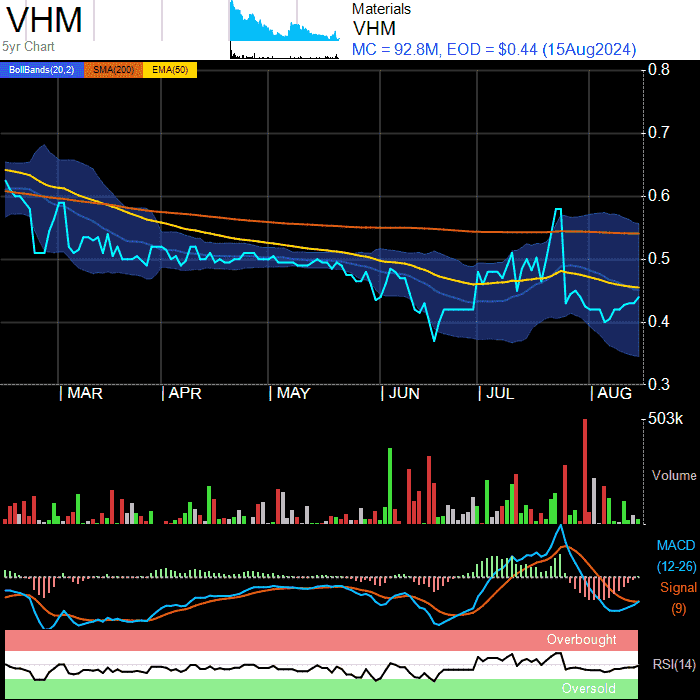 VHM
5yr Chart
Materials
VHM
MC = 92.8M, EOD = $0.44 (15Aug2024)
BollBands(20,2) SMA(200) EMA(50)
0.8
0.7
0.6
0.5
0.4
0.3
MAR APR MAY JUN JUL AUG
503k
Volume
MACD
(12-26)
Signal
(9)
Overbought
RSI(14)
Oversold